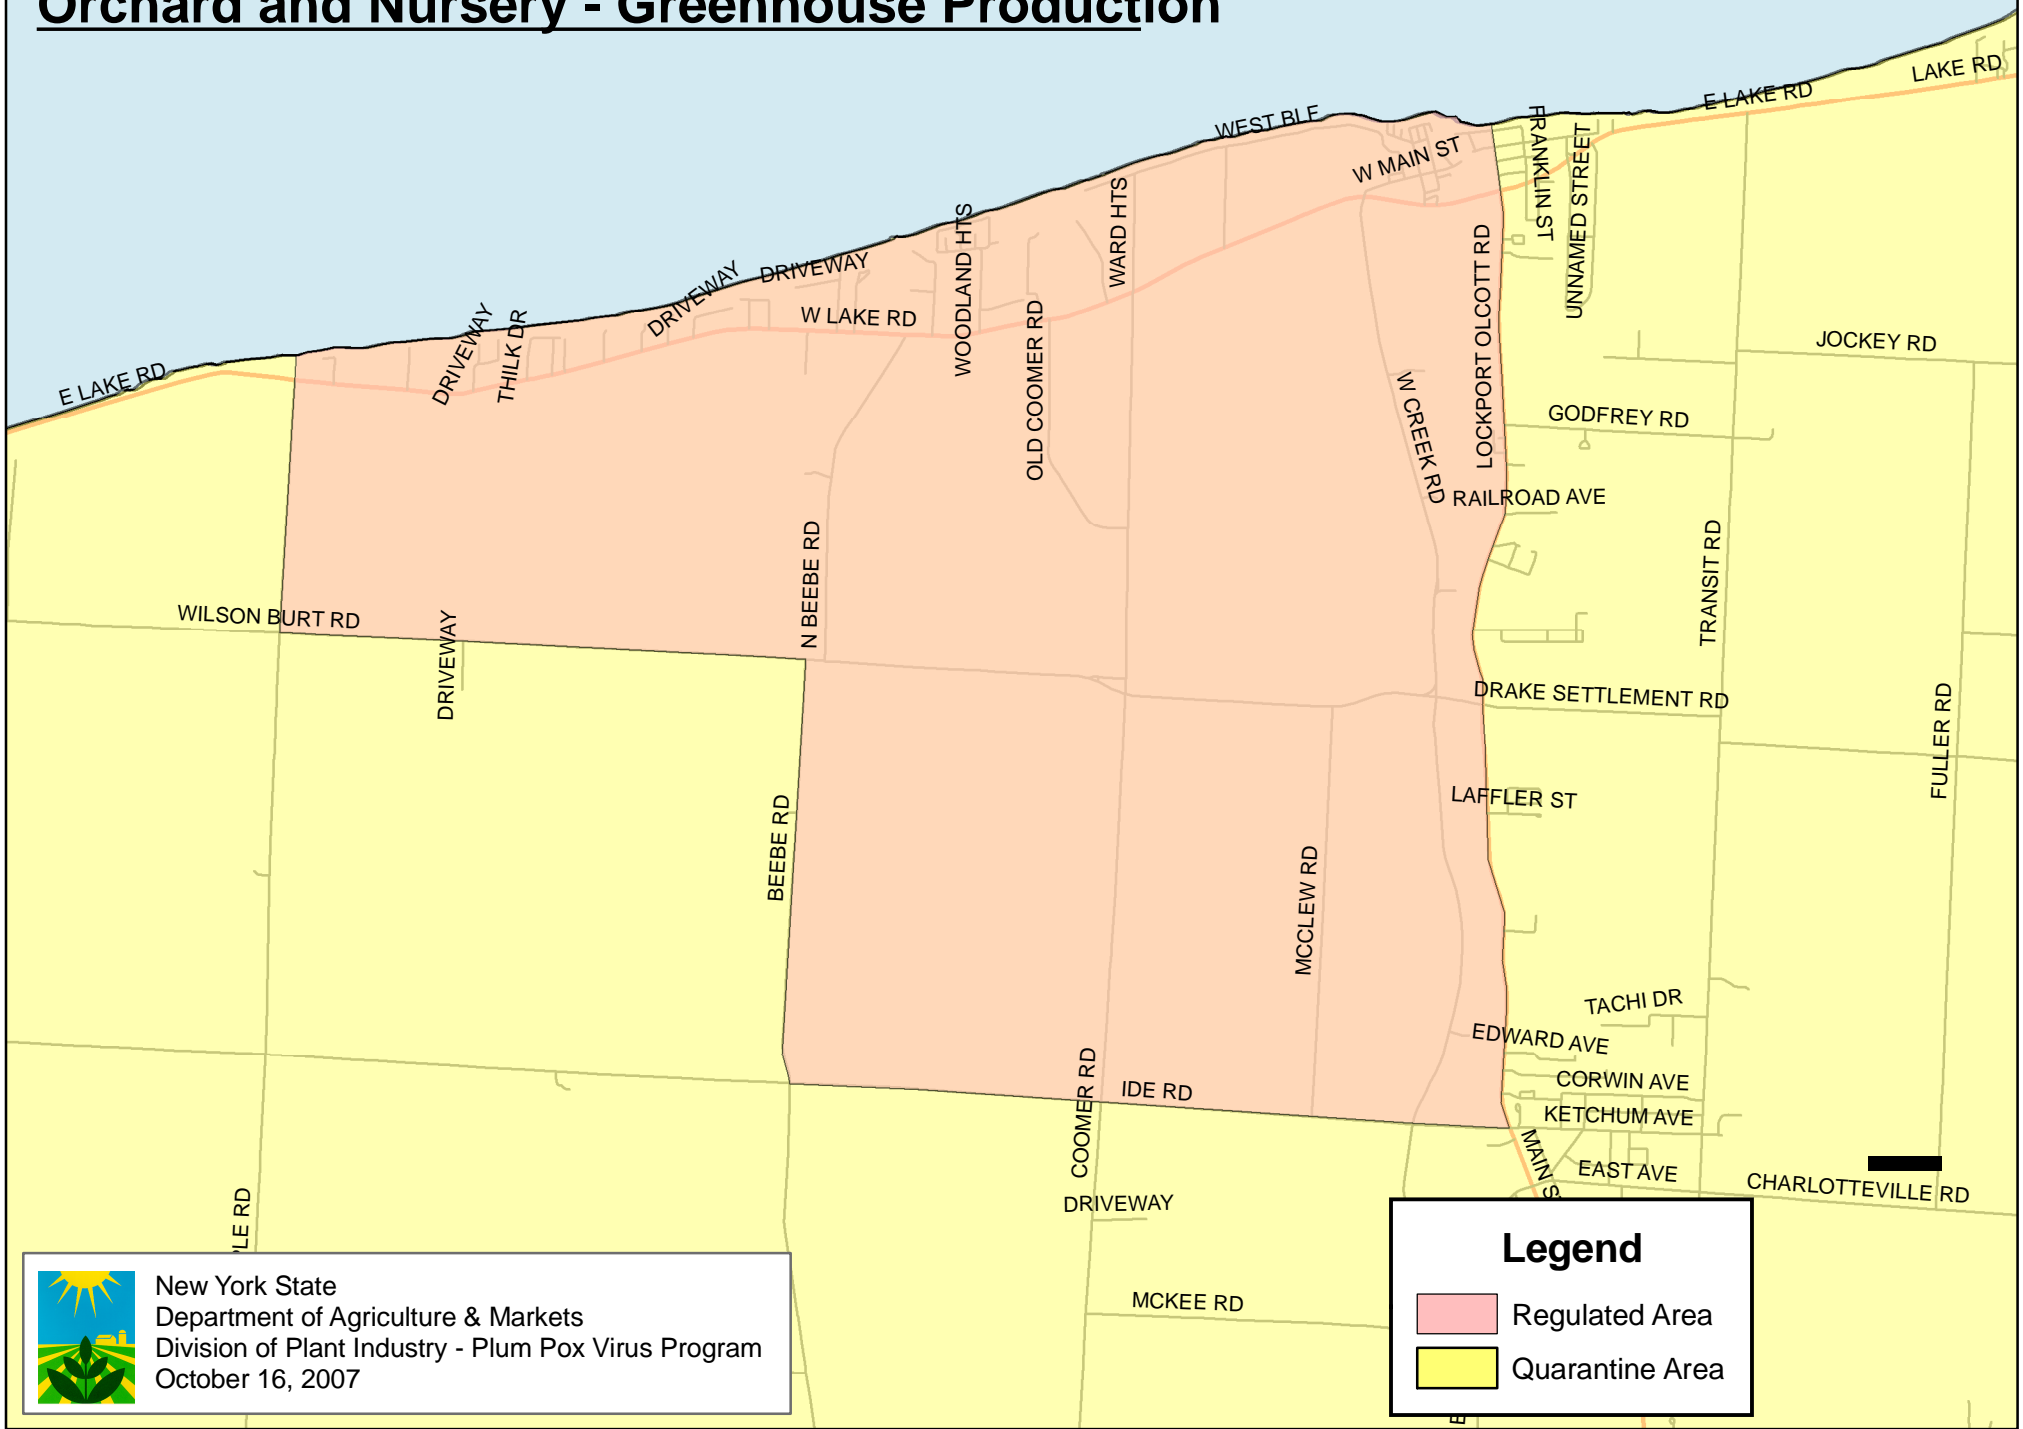 Orchard and Nursery - Greenhouse Production
LAKE RD
E LAKE RD
WEST BLF
FRANKLIN ST
UNNAMED STREET
W MAIN ST
WARD HTS
WOODLAND HTS
DRIVEWAY
DRIVEWAY
LOCKPORT OLCOTT RD
W LAKE RD
DRIVEWAY
THILK DR
OLD COOMER RD
JOCKEY RD
E LAKE RD
W CREEK RD
GODFREY RD
RAILROAD AVE
N BEEBE RD
TRANSIT RD
WILSON BURT RD
DRIVEWAY
DRAKE SETTLEMENT RD
FULLER RD
LAFFLER ST
BEEBE RD
MCCLEW RD
TACHI DR
EDWARD AVE
CORWIN AVE
IDE RD
KETCHUM AVE
COOMER RD
MAIN S
EAST AVE
CHARLOTTEVILLE RD
PLE RD
DRIVEWAY
MCKEE RD
New York State
Department of Agriculture & Markets
Division of Plant Industry - Plum Pox Virus Program
October 16, 2007
Legend
Regulated Area
Quarantine Area